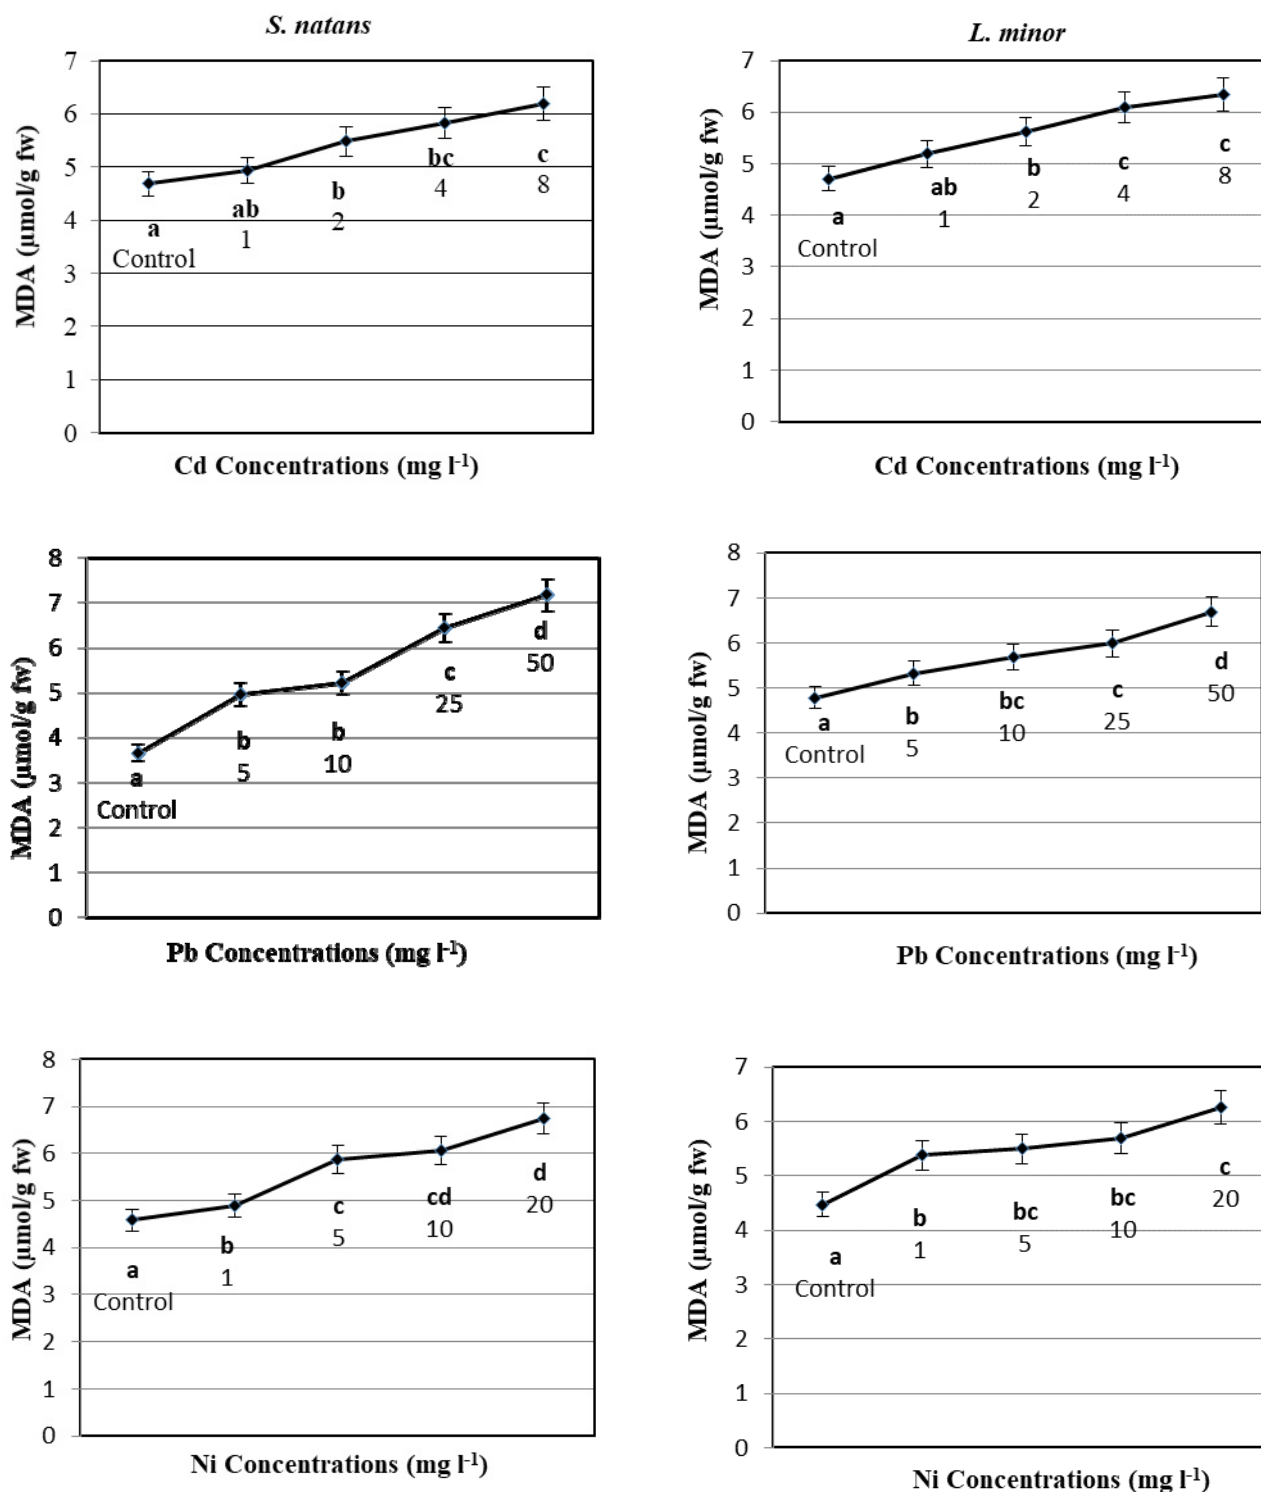 S. natans
7
6
5
4
3
2
1
0
MDA (µmol/g fw)
a
Control
ab
1
b
2
bc
4
c
8
Cd Concentrations (mg l⁻¹)
L. minor
7
6
5
4
3
2
1
0
MDA (µmol/g fw)
a
Control
ab
1
b
2
c
4
c
8
Cd Concentrations (mg l⁻¹)
8
7
6
5
4
3
2
1
0
MDA (µmol/g fw)
a
Control
b
5
b
10
c
25
d
50
Pb Concentrations (mg l⁻¹)
8
7
6
5
4
3
2
1
0
MDA (µmol/g fw)
a
Control
b
5
bc
10
c
25
d
50
Pb Concentrations (mg l⁻¹)
8
7
6
5
4
3
2
1
0
MDA (µmol/g fw)
a
Control
b
1
c
5
cd
10
d
20
Ni Concentrations (mg l⁻¹)
7
6
5
4
3
2
1
0
MDA (µmol/g fw)
a
Control
b
1
bc
5
bc
10
c
20
Ni Concentrations (mg l⁻¹)